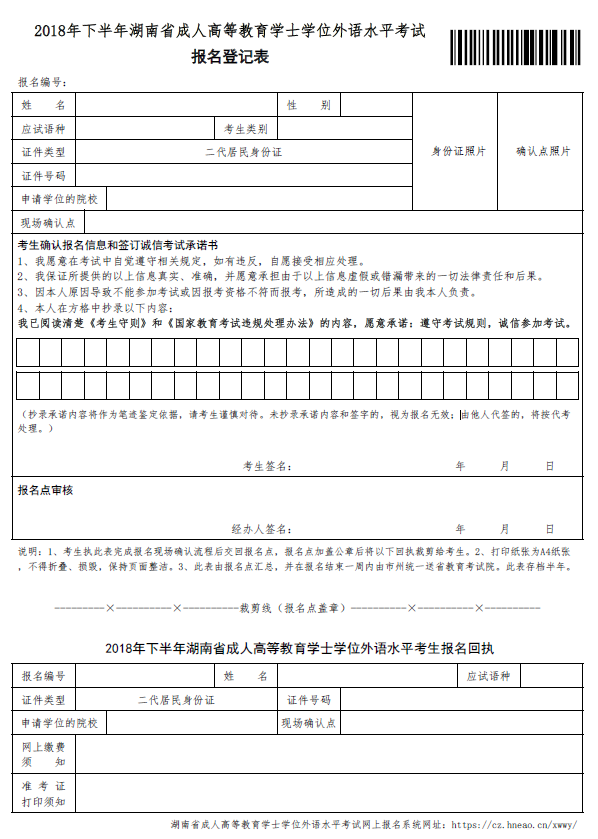 2018年下半年湖南省成人高等教育学士学位外语水平考试
报名登记表
报名编号：
姓 名 性 别
应试语种 考生类别
证件类型 二代居民身份证 身份证照片 确认点照片
证件号码
申请学位的院校
现场确认点
考生确认报名信息和签订诚信考试承诺书
1、我愿意在考试中自觉遵守相关规定，如有违反，自愿接受相应处理。
2、我保证所提供的以上信息真实、准确，并愿意承担由于以上信息虚假或错漏带来的一切法律责任和后果。
3、因本人原因导致不能参加考试或因报考资格不符而报考，所造成的一切后果由我本人负责。
4、本人在方格中抄录以下内容：
我已阅读清楚《考生守则》和《国家教育考试违规处理办法》的内容，愿意承诺：遵守考试规则，诚信参加考试。
（抄录承诺内容将作为笔迹鉴定依据，请考生谨慎对待。未抄录承诺内容和签字的，视为报名无效；由他人代签的，将按代考
处理。）
考生签名： 年 月 日
报名点审核
经办人签名： 年 月 日
说明：1、考生执此表完成报名现场确认流程后交回报名点，报名点加盖公章后将以下回执裁剪给考生。2、打印纸张为A4纸张
，不得折叠、损毁，保持页面整洁。3、此表由报名点汇总，并在报名结束一周内由市州统一送省教育考试院。此表存档半年。
---------×----------×----------裁剪线（报名点盖章）----------×----------×----------
2018年下半年湖南省成人高等教育学士学位外语水平考生报名回执
报名编号 姓 名 应试语种
证件类型 二代居民身份证 证件号码
申请学位的院校 现场确认点
网上缴费
须 知
准 考 证
打印须知
湖南省成人高等教育学士学位外语水平考试网上报名系统网址：https://cz.hneao.cn/xwwy/